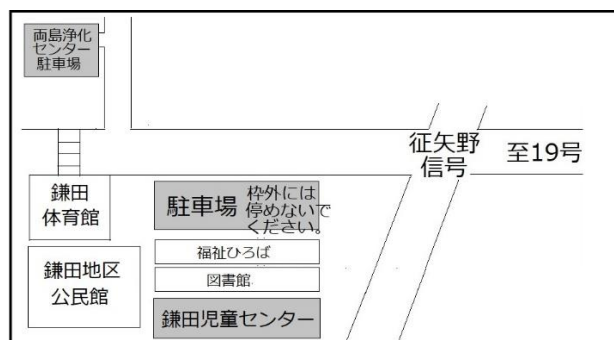 両島浄化
センター
駐車場
征矢野
信号
至19号
鎌田
体育館
駐車場
枠外には
停めないで
ください。
福祉ひろば
図書館
鎌田地区
公民館
鎌田児童センター